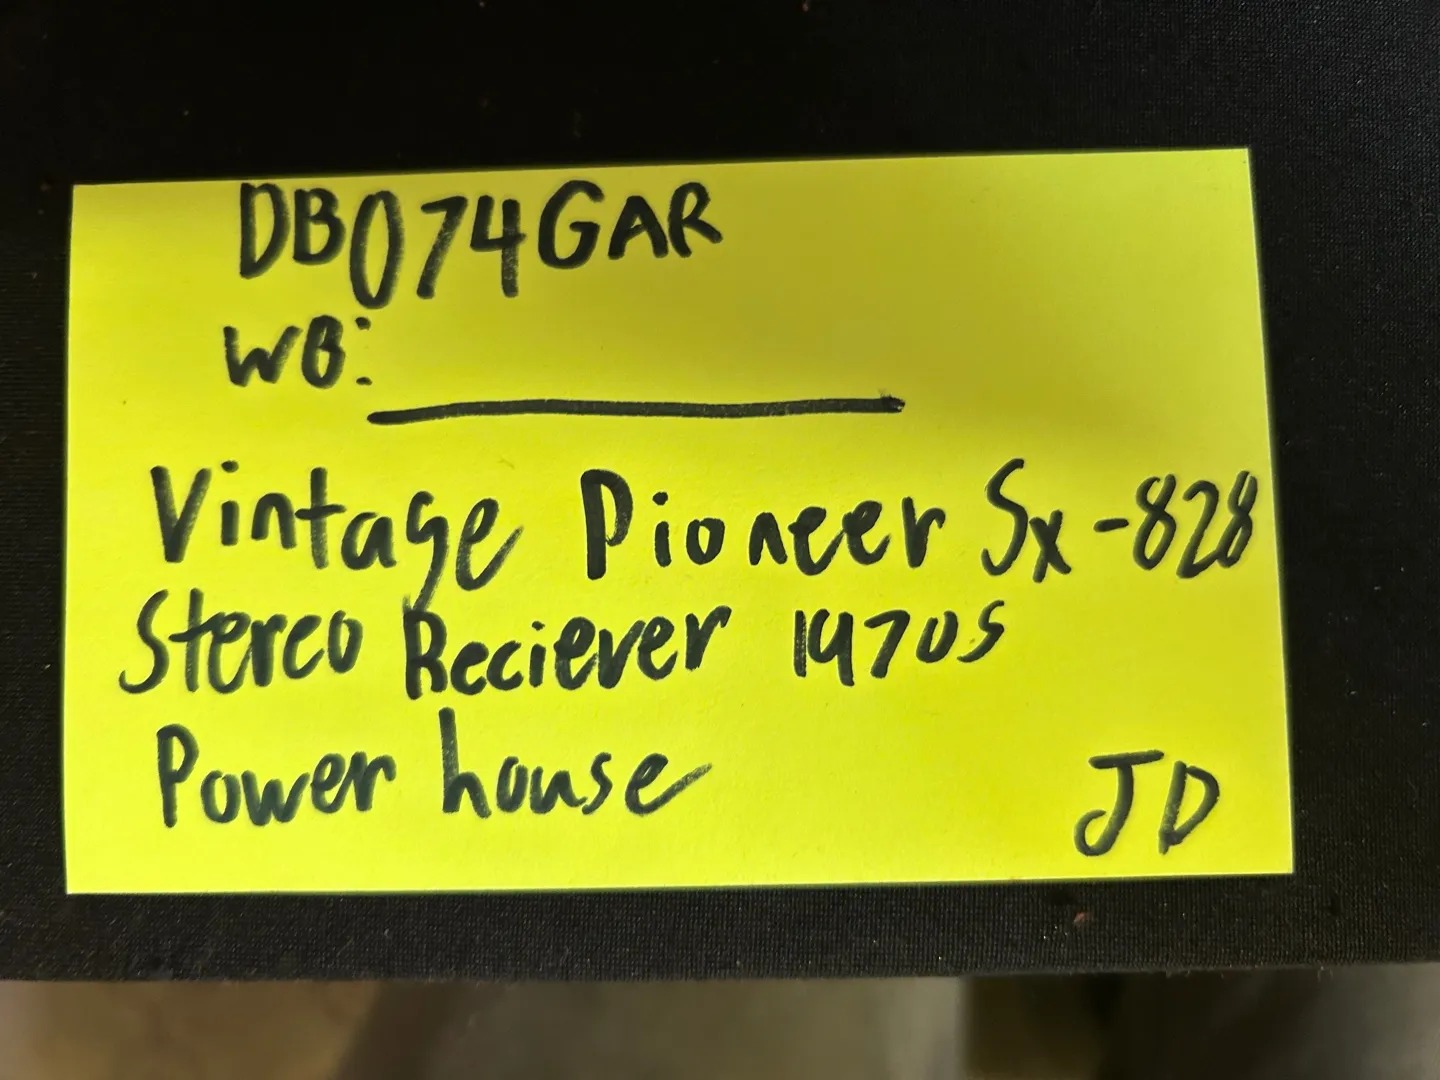 DB074GAR
WB:
Vintage Pioneer Sx-828
Stereo Reciever 1970s
Power house
JD